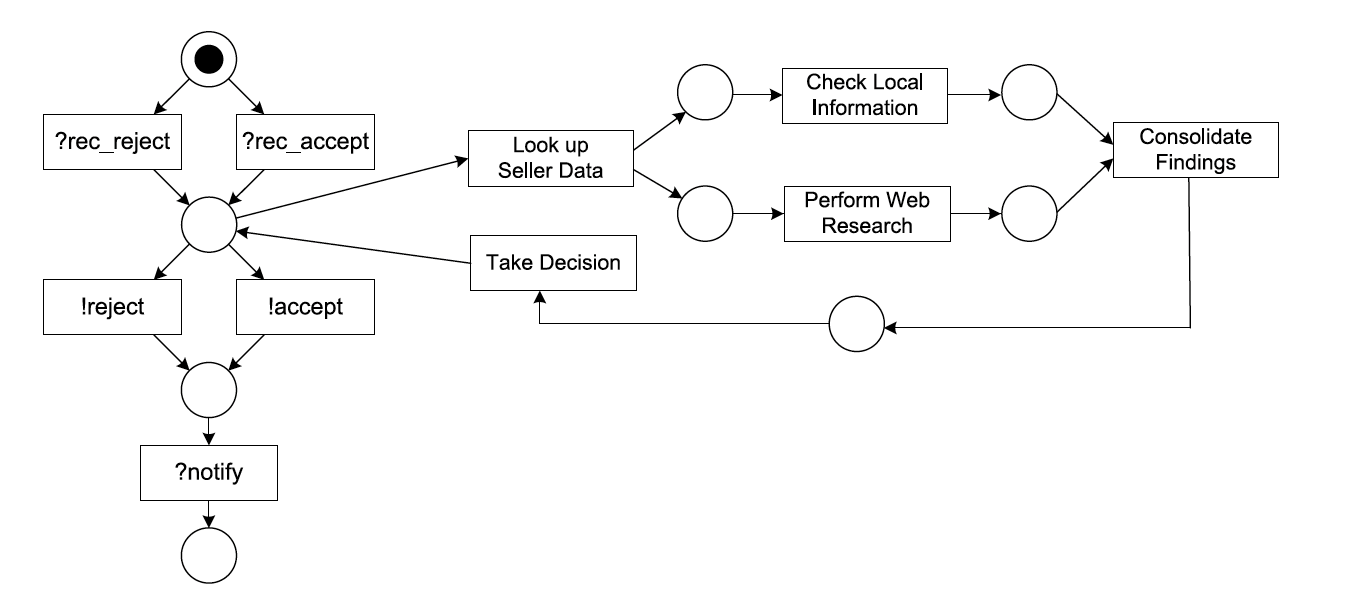 ?rec_reject
?rec_accept
Look up
Seller Data
Check Local
Information
Consolidate
Findings
Perform Web
Research
Take Decision
!reject
!accept
?notify